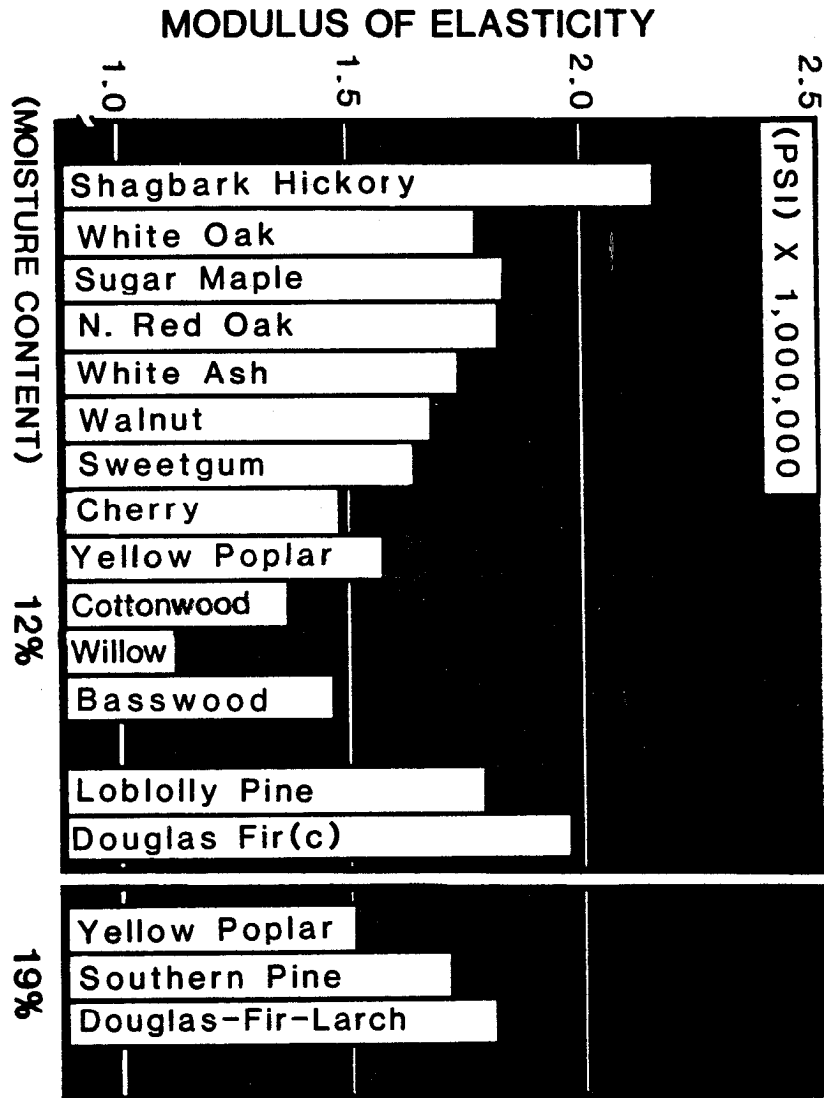 MODULUS OF ELASTICITY
1.0
1.5
2.0
2.5
(PSI) X 1,000,000
(MOISTURE CONTENT)
12%
Shagbark Hickory
White Oak
Sugar Maple
N. Red Oak
White Ash
Walnut
Sweetgum
Cherry
Yellow Poplar
Cottonwood
Willow
Basswood
Loblolly Pine
Douglas Fir(c)
19%
Yellow Poplar
Southern Pine
Douglas-Fir-Larch